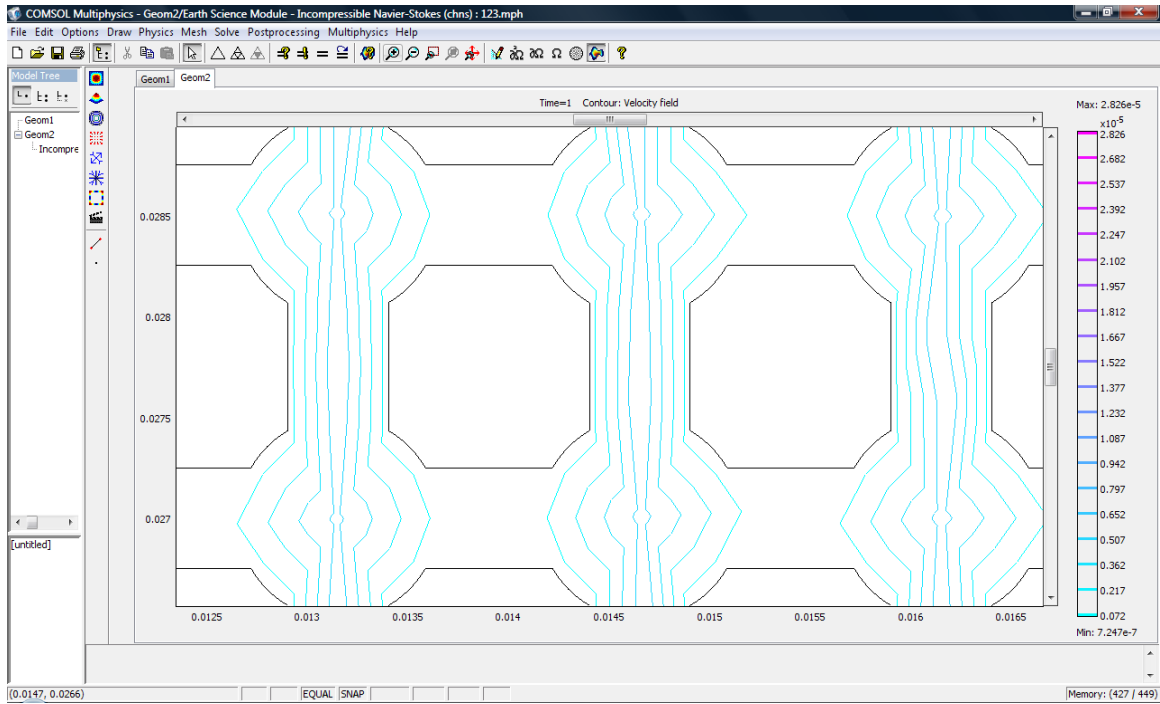 COMSOL Multiphysics - Geom2/Earth Science Module - Incompressible Navier-Stokes (chns) : 123.mph
File Edit Options Draw Physics Mesh Solve Postprocessing Multiphysics Help
Model Tree
Geom1
Geom2
Incompre
[untitled]
Geom1 Geom2
Time=1 Contour: Velocity field
0.0285
0.028
0.0275
0.027
0.0125 0.013 0.0135 0.014 0.0145 0.015 0.0155 0.016 0.0165
Max: 2.826e-5
x10-5
2.826
2.682
2.537
2.392
2.247
2.102
1.957
1.812
1.667
1.522
1.377
1.232
1.087
0.942
0.797
0.652
0.507
0.362
0.217
0.072
Min: 7.247e-7
(0.0147, 0.0266) EQUAL SNAP Memory: (427 / 449)